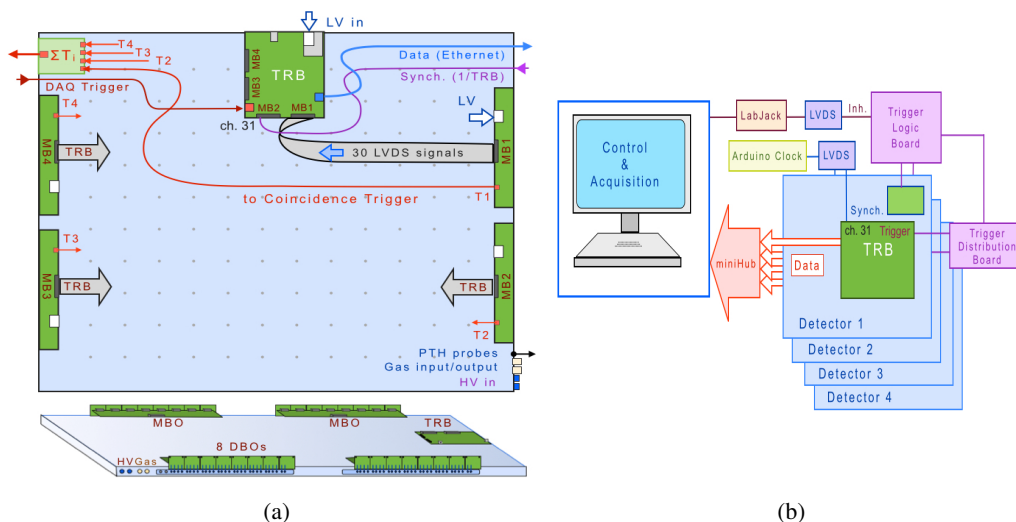 LV in
T4
T3
T2
ΣTi
Data (Ethernet)
Synch. (1/TRB)
MB4
MB3
TRB
DAQ Trigger
MB2
MB1
ch. 31
T4
LV
MB4
TRB
30 LVDS signals
MB1
T1
to Coincidence Trigger
T3
MB3
TRB
TRB
MB2
T2
PTH probes
Gas input/output
HV in
MBO
MBO
TRB
8 DBOs
HVGas
(a)
Control
&
Acquisition
LabJack
LVDS
Inh.
Trigger
Logic
Board
Arduino Clock
LVDS
Synch.
ch. 31
Trigger
TRB
Trigger
Distribution
Board
miniHub
Data
Detector 1
Detector 2
Detector 3
Detector 4
(b)